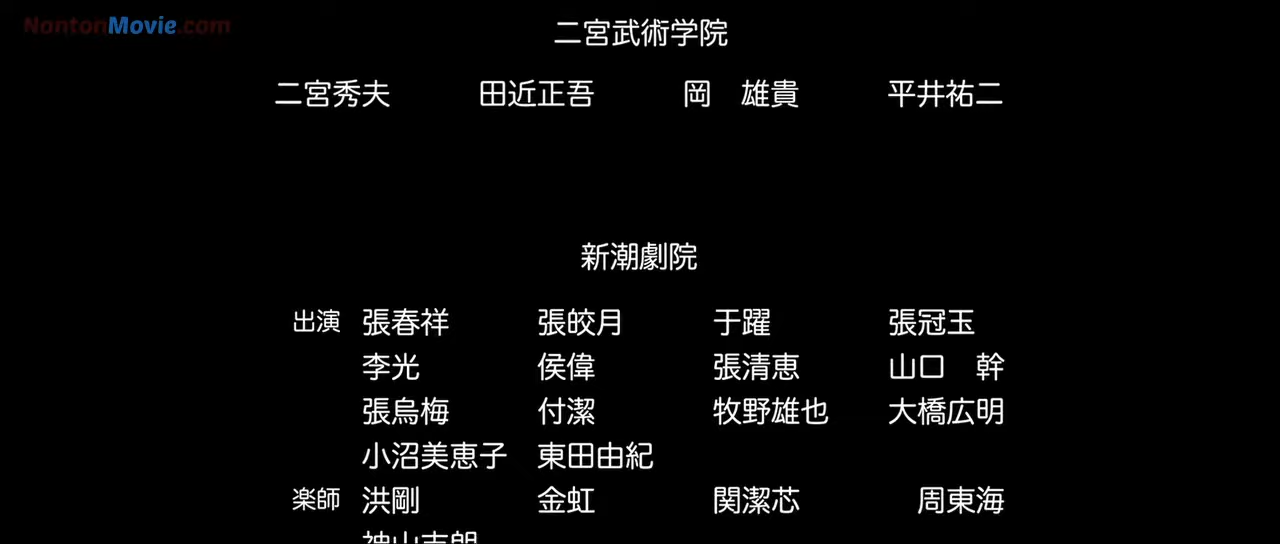 NontonMovie.com
二宮武術学院
二宮秀夫 田近正吾 岡 雄貴 平井祐二
新潮劇院
出演 張春祥 張皎月 于躍 張冠玉
李光 侯偉 張清恵 山口 幹
張烏梅 付潔 牧野雄也 大橋広明
小沼美恵子 東田由紀
楽師 洪剛 金虹 関潔芯 周東海